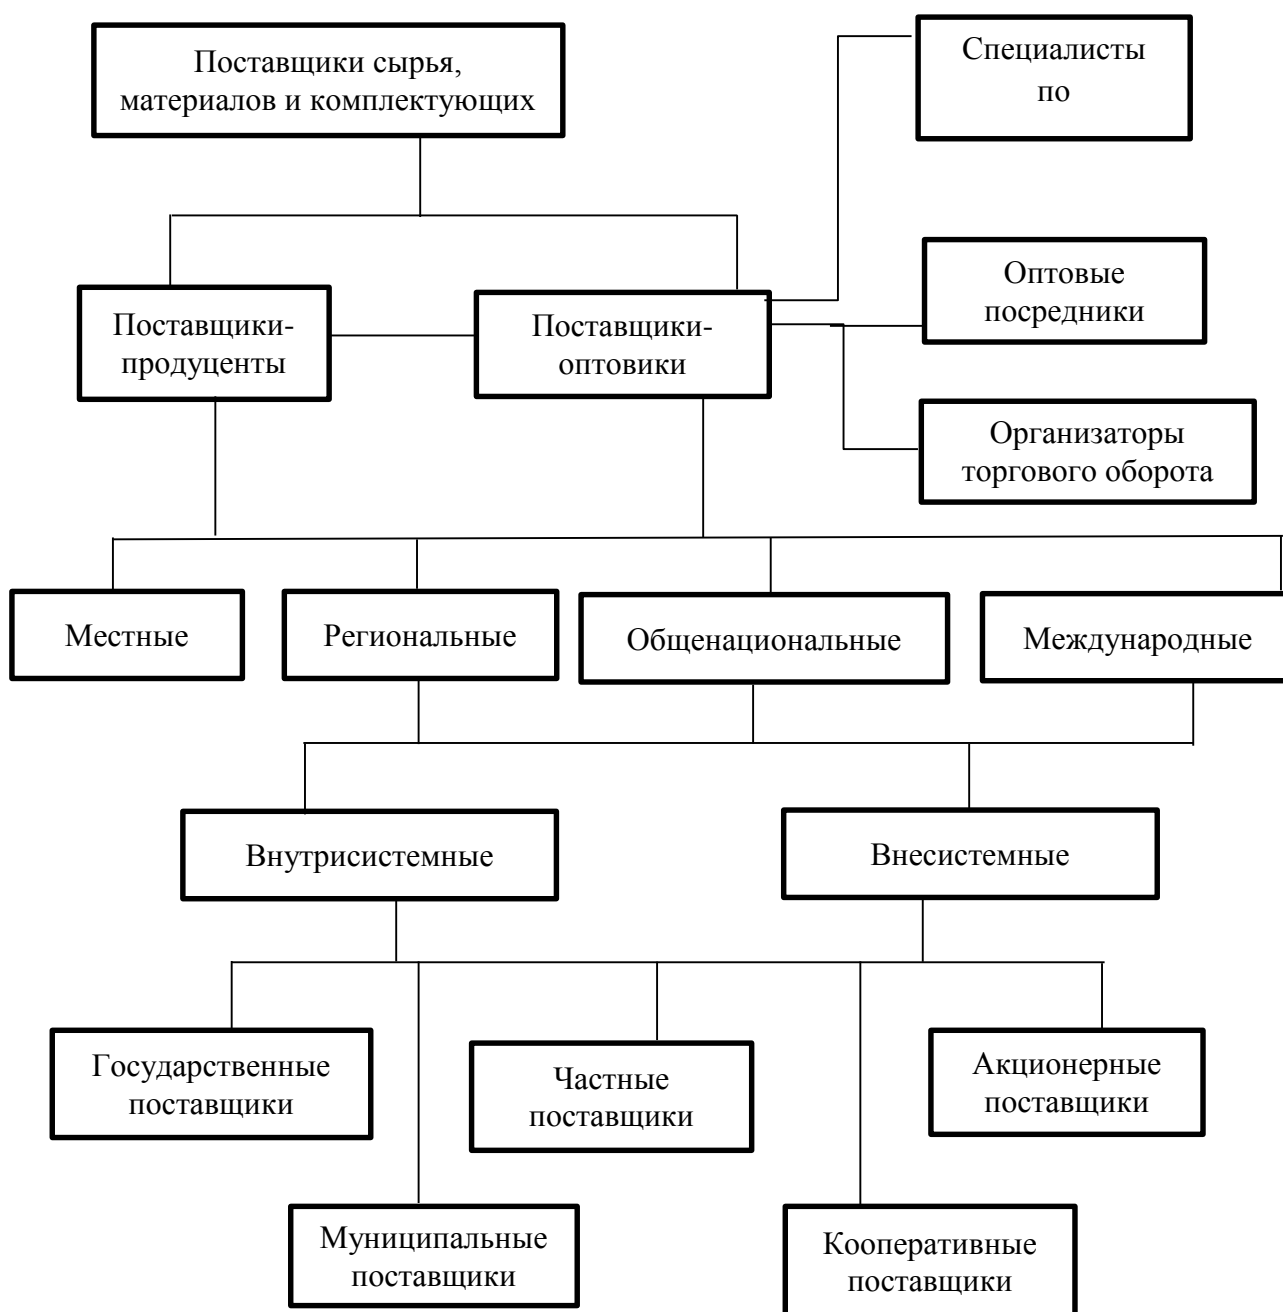 Поставщики сырья,
материалов и комплектующих
Специалисты
по
Оптовые
посредники
Поставщики-
продуценты
Поставщики-
оптовики
Организаторы
торгового оборота
Местные
Региональные
Общенациональные
Международные
Внутрисистемные
Внесистемные
Государственные
поставщики
Частные
поставщики
Акционерные
поставщики
Муниципальные
поставщики
Кооперативные
поставщики